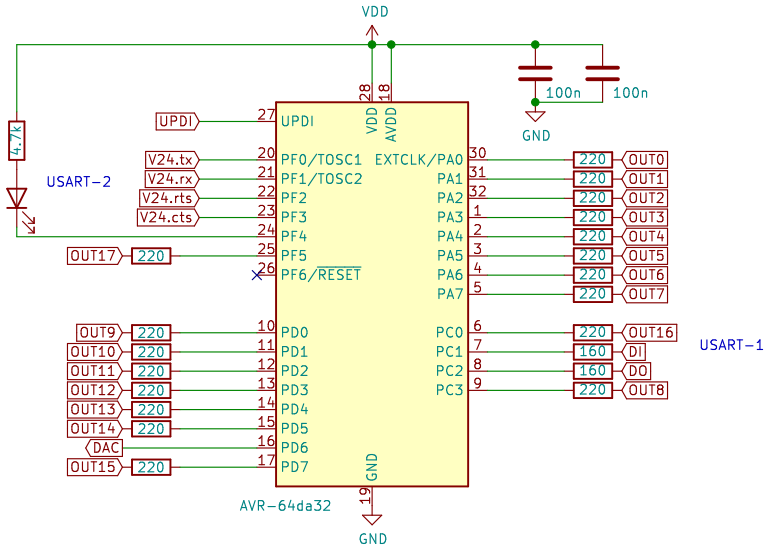 VDD
100n 100n
GND
28 18
VDD AVDD
4.7k
USART-2
UPDI 27 UPDI
V24.tx 20 PF0/TOSC1 EXTCLK/PA0 30 220 OUT0
V24.rx 21 PF1/TOSC2 PA1 31 220 OUT1
V24.rts 22 PF2 PA2 32 220 OUT2
V24.cts 23 PF3 PA3 1 220 OUT3
24 PF4 PA4 2 220 OUT4
OUT17 220 25 PF5 PA5 3 220 OUT5
26 PF6/RESET PA6 4 220 OUT6
PA7 5 220 OUT7
OUT9 220 10 PD0 PC0 6 220 OUT16
USART-1
OUT10 220 11 PD1 PC1 7 160 DI
OUT11 220 12 PD2 PC2 8 160 DO
OUT12 220 13 PD3 PC3 9 220 OUT8
OUT13 220 14 PD4
OUT14 220 15 PD5
DAC 16 PD6
OUT15 220 17 PD7
GND
19
AVR-64da32
GND